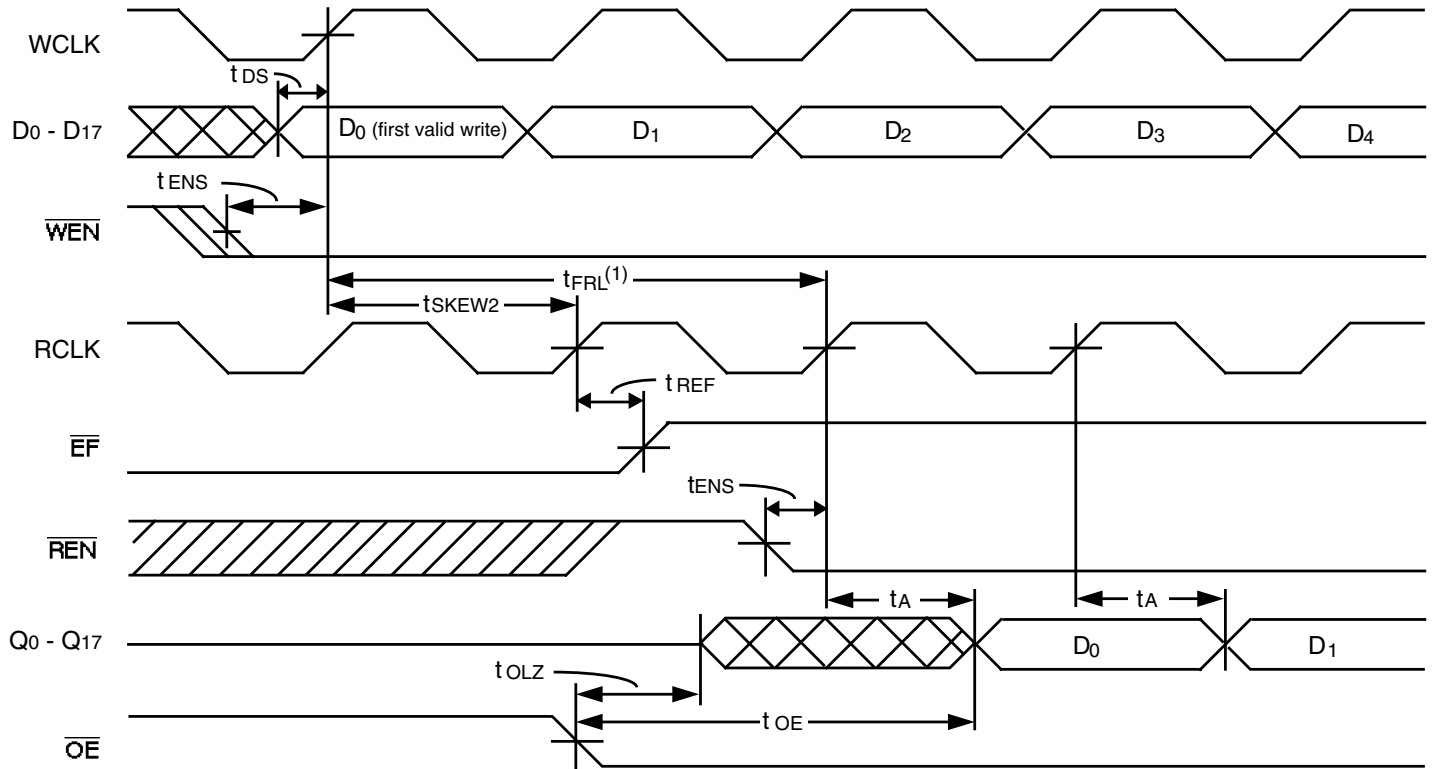 WCLK
tDS
D0 - D17
D0 (first valid write)
D1
D2
D3
D4
tENS
WEN
tFRL(1)
tSKEW2
RCLK
tREF
EF
tENS
REN
tA
tA
Q0 - Q17
D0
D1
tOLZ
tOE
OE